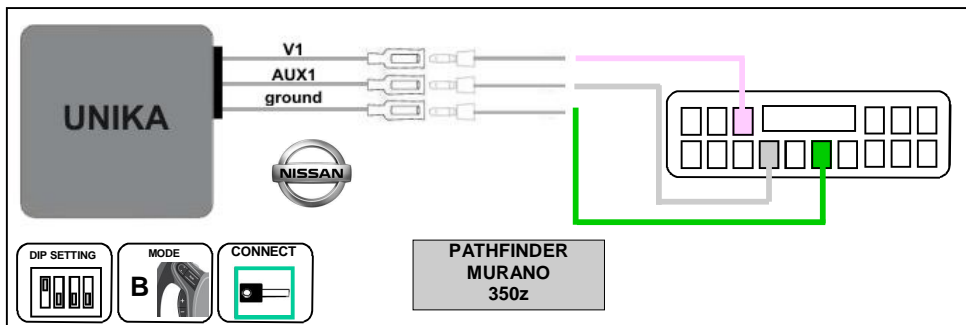 V1
AUX1
ground
UNIKA
NISSAN
DIP SETTING
MODE
B
CONNECT
PATHFINDER
MURANO
350z